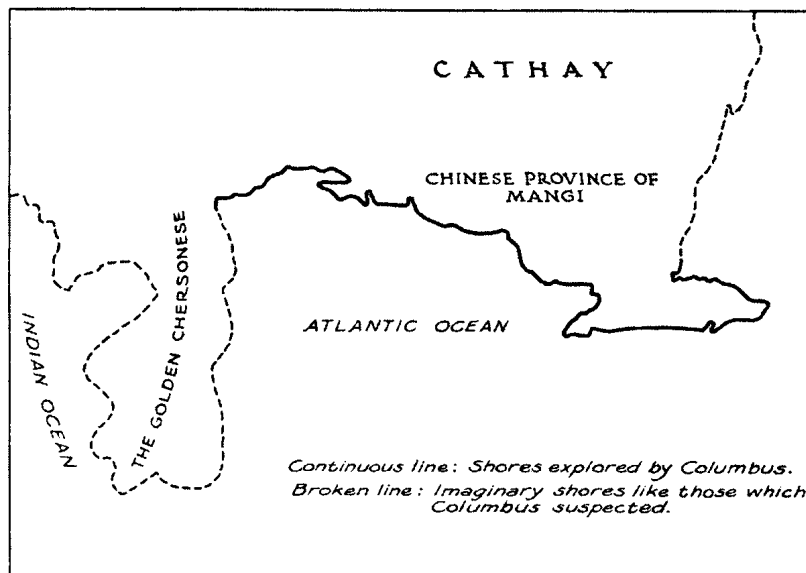 CATHAY
CHINESE PROVINCE OF
MANGI
THE GOLDEN CHERSONESE
INDIAN OCEAN
ATLANTIC OCEAN
Continuous line: Shores explored by Columbus.
Broken line: Imaginary shores like those which
Columbus suspected.